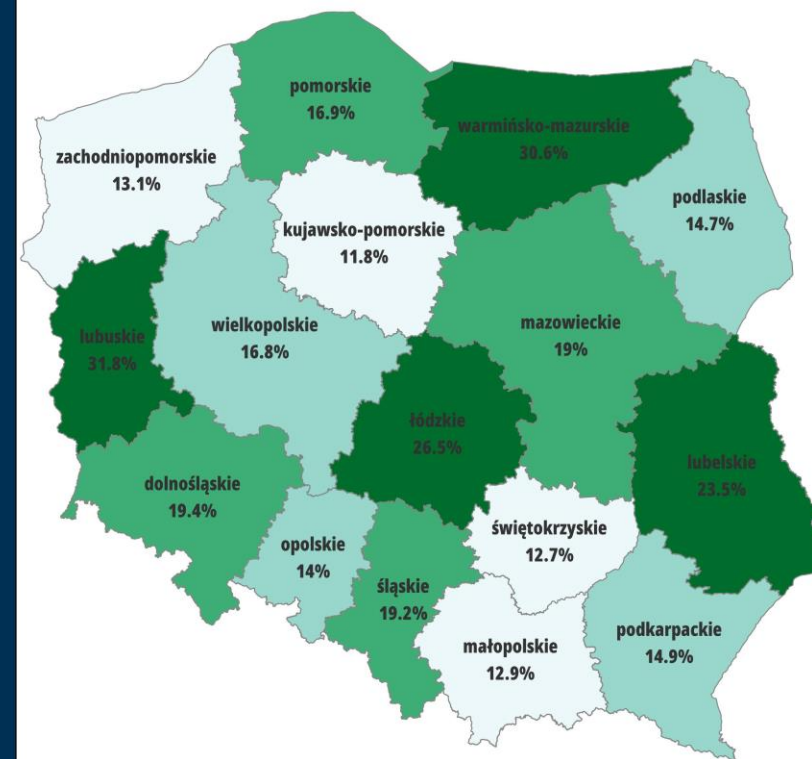 pomorskie
16.9%
warmińsko-mazurskie
30.6%
zachodniopomorskie
13.1%
podlaskie
14.7%
kujawsko-pomorskie
11.8%
wielkopolskie
16.8%
mazowieckie
19%
lubuskie
31.8%
łódzkie
26.5%
lubelskie
23.5%
dolnośląskie
19.4%
opolskie
14%
świętokrzyskie
12.7%
śląskie
19.2%
małopolskie
12.9%
podkarpackie
14.9%